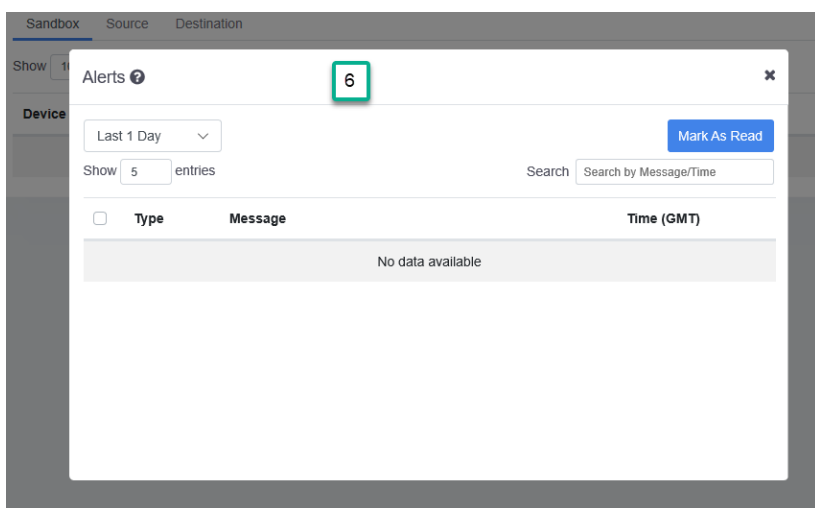 Sandbox Source Destination
Show 10
Device
Alerts
6
Last 1 Day
Mark As Read
Show 5 entries
Search Search by Message/Time
Type Message Time (GMT)
No data available